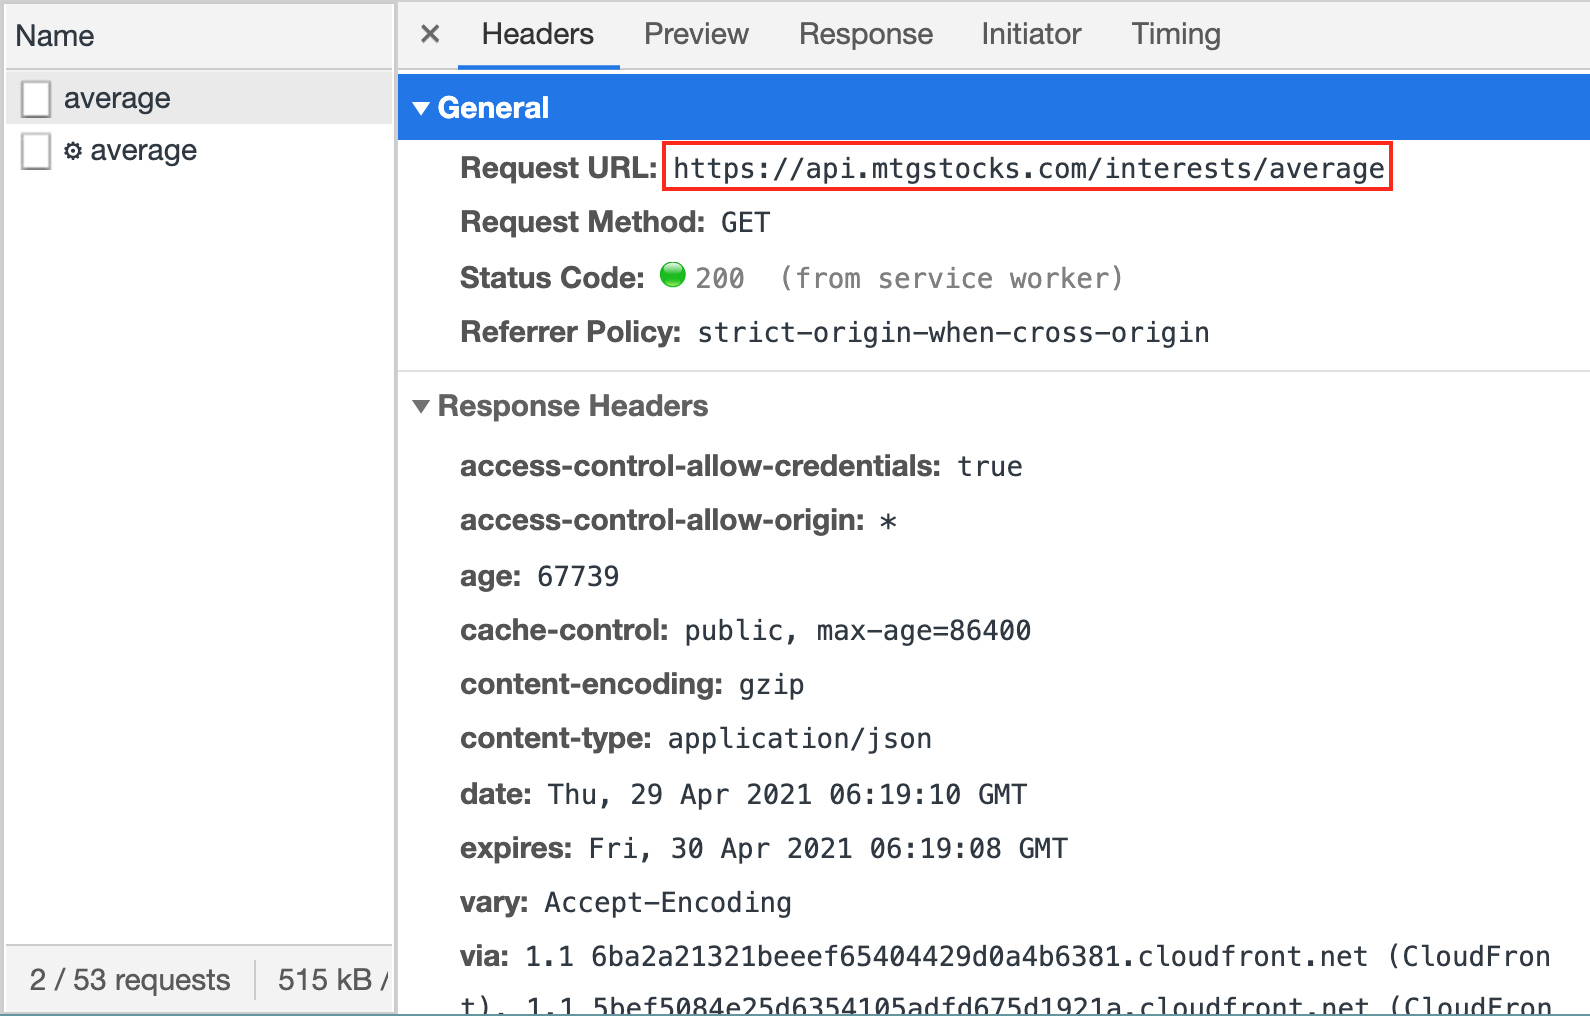 Name
average
⚙ average
2 / 53 requests
515 kB /
× Headers Preview Response Initiator Timing
▼ General
Request URL: https://api.mtgstocks.com/interests/average
Request Method: GET
Status Code: 200 (from service worker)
Referrer Policy: strict-origin-when-cross-origin
▼ Response Headers
access-control-allow-credentials: true
access-control-allow-origin: *
age: 67739
cache-control: public, max-age=86400
content-encoding: gzip
content-type: application/json
date: Thu, 29 Apr 2021 06:19:10 GMT
expires: Fri, 30 Apr 2021 06:19:08 GMT
vary: Accept-Encoding
via: 1.1 6ba2a21321beeef65404429d0a4b6381.cloudfront.net (CloudFron
t), 1.1 5bef5084e25d6354105adfd675d1921a.cloudfront.net (CloudFron